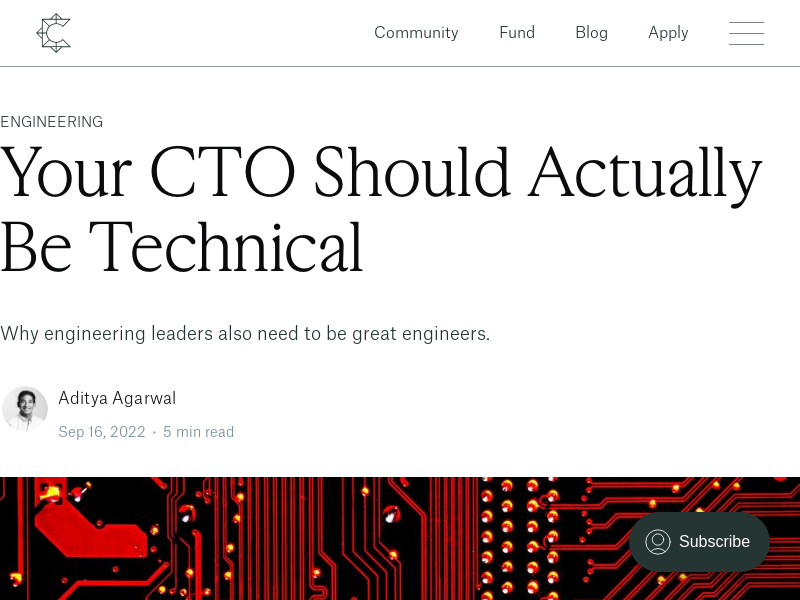 Community Fund Blog Apply
ENGINEERING
Your CTO Should Actually
Be Technical
Why engineering leaders also need to be great engineers.
Aditya Agarwal
Sep 16, 2022 • 5 min read
Subscribe